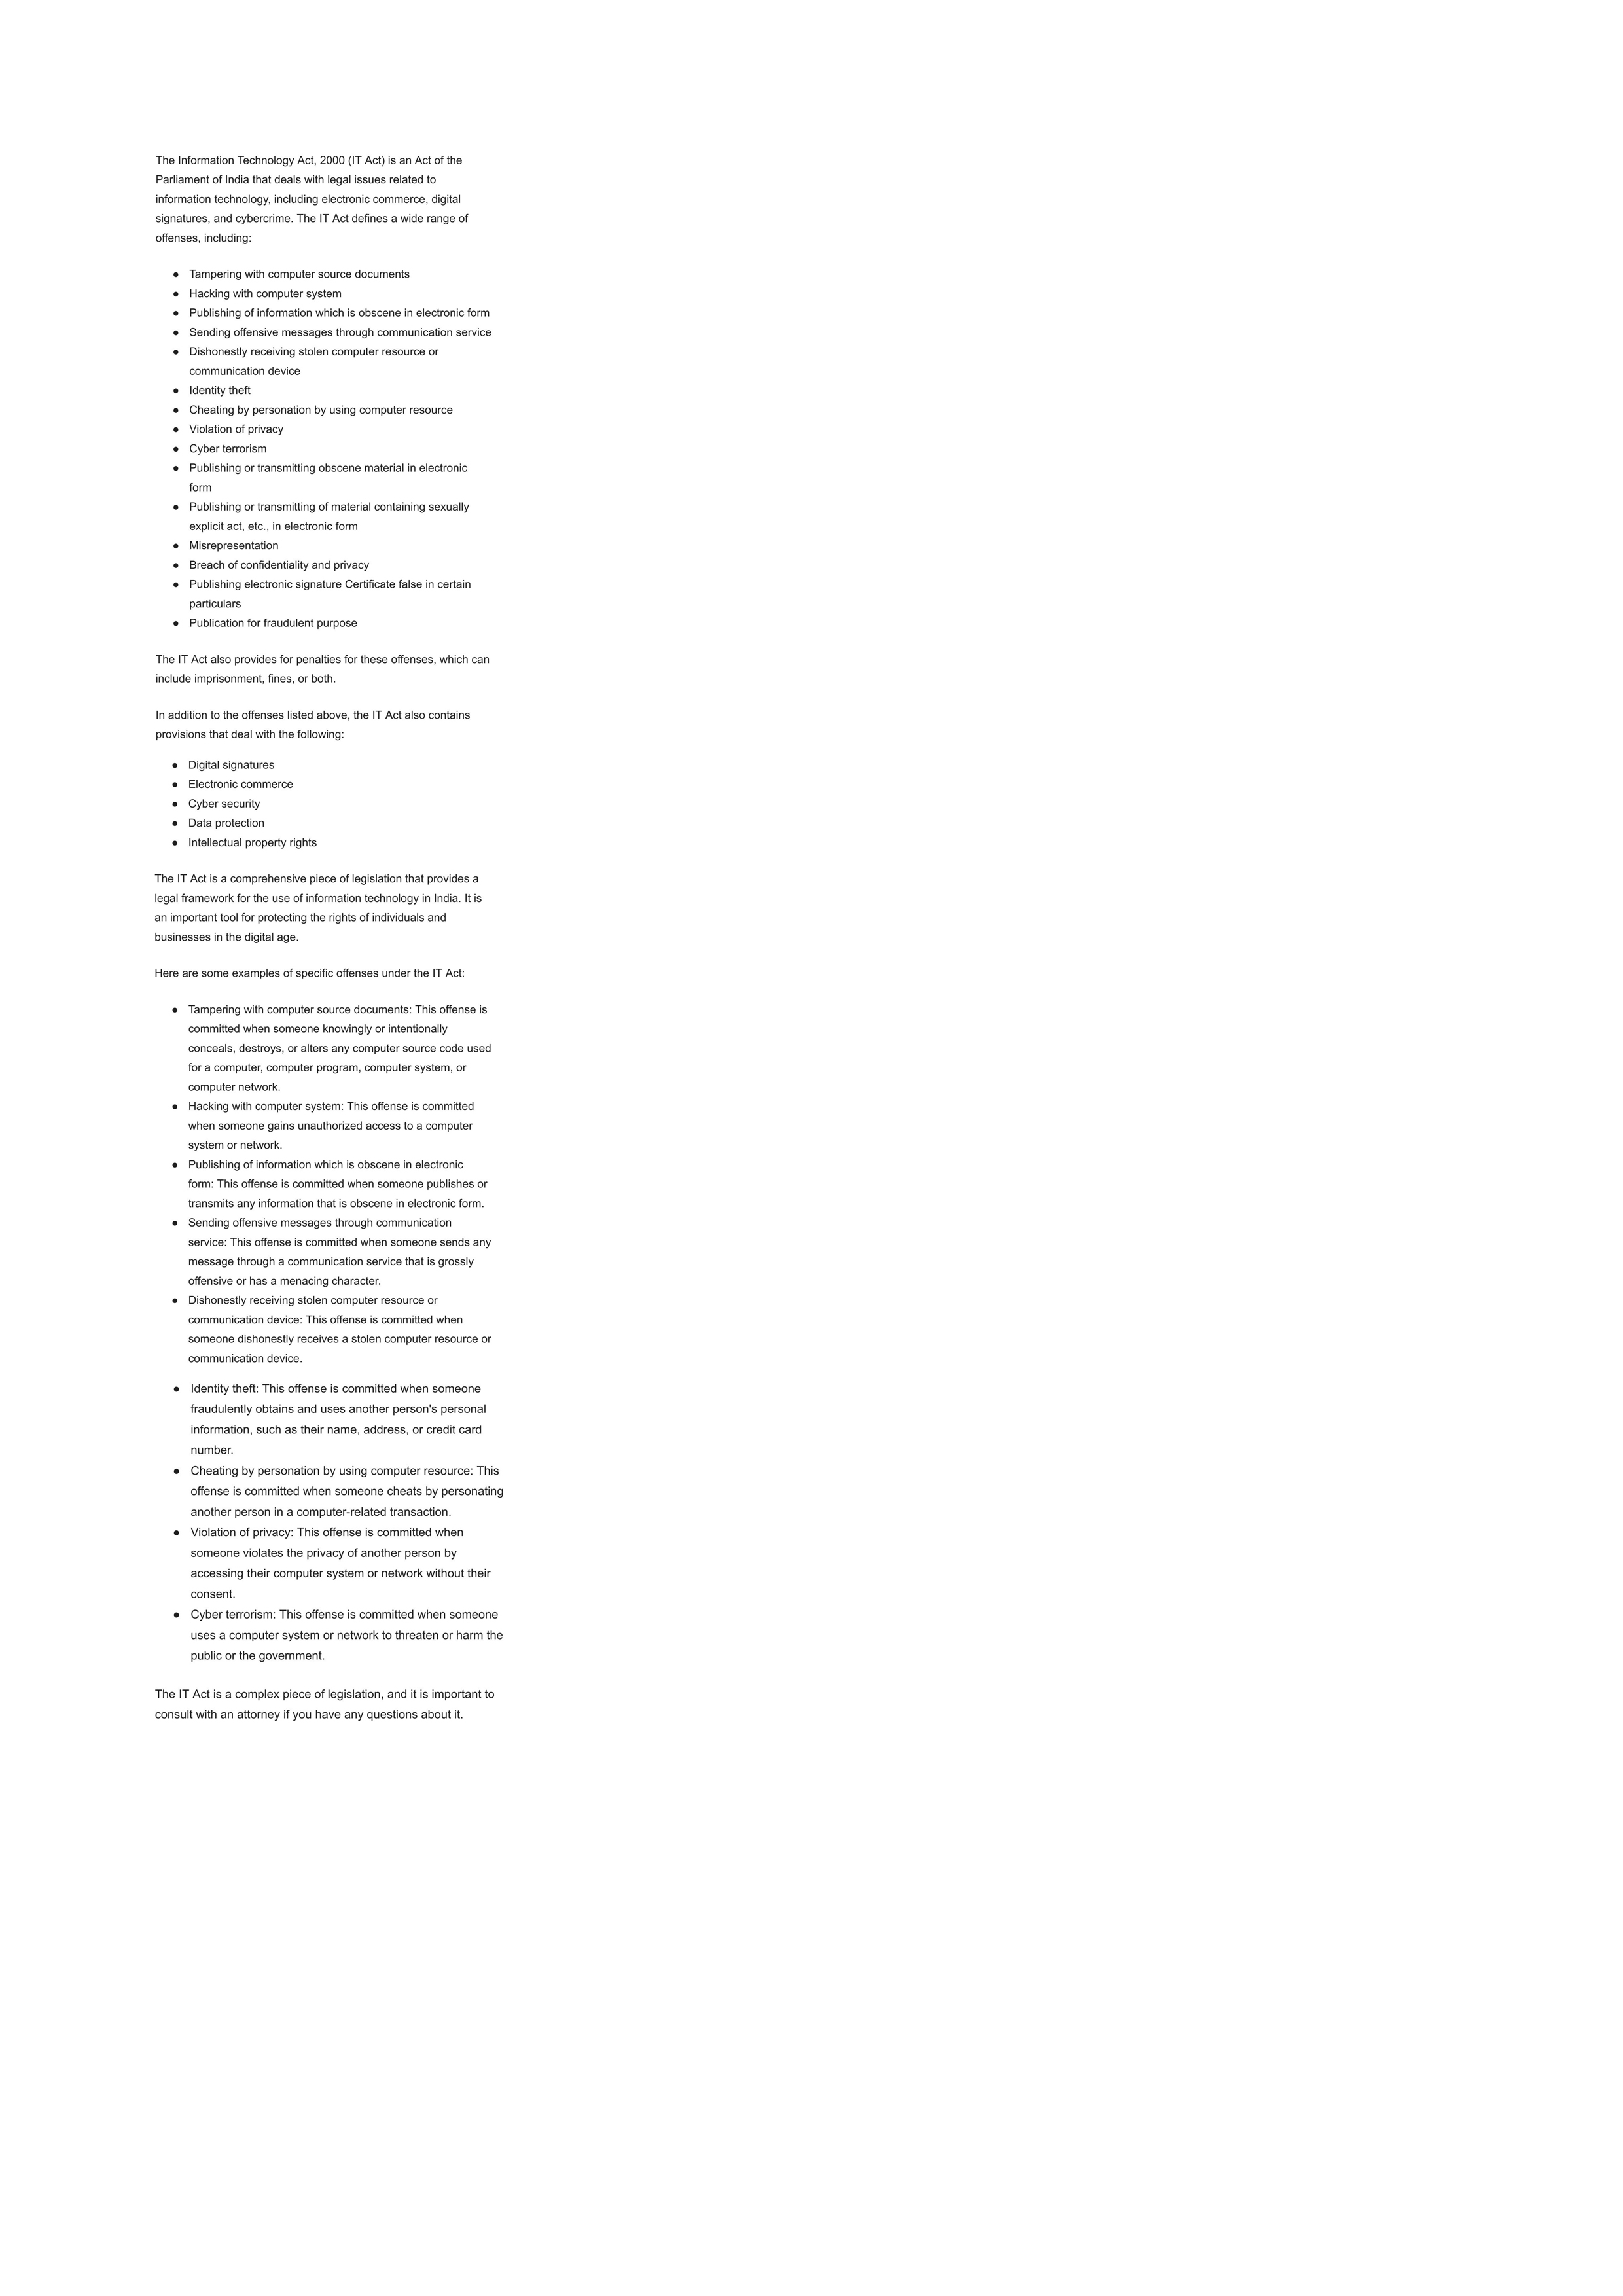 The Information Technology Act, 2000 (IT Act) is an Act of the
Parliament of India that deals with legal issues related to
information technology, including electronic commerce, digital
signatures, and cybercrime. The IT Act defines a wide range of
offenses, including:
● Tampering with computer source documents
● Hacking with computer system
● Publishing of information which is obscene in electronic form
● Sending offensive messages through communication service
● Dishonestly receiving stolen computer resource or
communication device
● Identity theft
● Cheating by personation by using computer resource
● Violation of privacy
● Cyber terrorism
● Publishing or transmitting obscene material in electronic
form
● Publishing or transmitting of material containing sexually
explicit act, etc., in electronic form
● Misrepresentation
● Breach of confidentiality and privacy
● Publishing electronic signature Certificate false in certain
particulars
● Publication for fraudulent purpose
The IT Act also provides for penalties for these offenses, which can
include imprisonment, fines, or both.
In addition to the offenses listed above, the IT Act also contains
provisions that deal with the following:
● Digital signatures
● Electronic commerce
● Cyber security
● Data protection
● Intellectual property rights
The IT Act is a comprehensive piece of legislation that provides a
legal framework for the use of information technology in India. It is
an important tool for protecting the rights of individuals and
businesses in the digital age.
Here are some examples of specific offenses under the IT Act:
● Tampering with computer source documents: This offense is
committed when someone knowingly or intentionally
conceals, destroys, or alters any computer source code used
for a computer, computer program, computer system, or
computer network.
● Hacking with computer system: This offense is committed
when someone gains unauthorized access to a computer
system or network.
● Publishing of information which is obscene in electronic
form: This offense is committed when someone publishes or
transmits any information that is obscene in electronic form.
● Sending offensive messages through communication
service: This offense is committed when someone sends any
message through a communication service that is grossly
offensive or has a menacing character.
● Dishonestly receiving stolen computer resource or
communication device: This offense is committed when
someone dishonestly receives a stolen computer resource or
communication device.
● Identity theft: This offense is committed when someone
fraudulently obtains and uses another person's personal
information, such as their name, address, or credit card
number.
● Cheating by personation by using computer resource: This
offense is committed when someone cheats by personating
another person in a computer-related transaction.
● Violation of privacy: This offense is committed when
someone violates the privacy of another person by
accessing their computer system or network without their
consent.
● Cyber terrorism: This offense is committed when someone
uses a computer system or network to threaten or harm the
public or the government.
The IT Act is a complex piece of legislation, and it is important to
consult with an attorney if you have any questions about it.